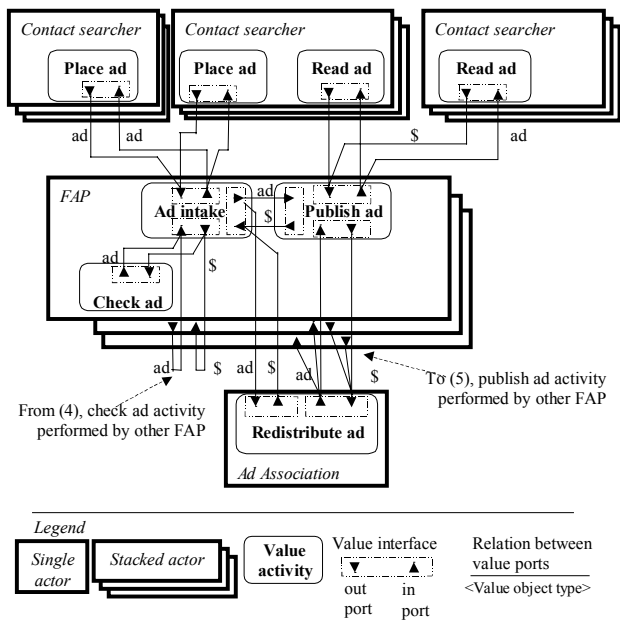 Contact searcher
Contact searcher
Contact searcher
Place ad
Place ad
Read ad
Read ad
ad
ad
$
ad
FAP
Ad intake
ad
$
Publish ad
ad
$
Check ad
ad
$
ad
$
ad
$
From (4), check ad activity
performed by other FAP
To (5), publish ad activity
performed by other FAP
Redistribute ad
Ad Association
Legend
Single
actor
Stacked actor
Value
activity
Value interface
out
port
in
port
Relation between
value ports
<Value object type>